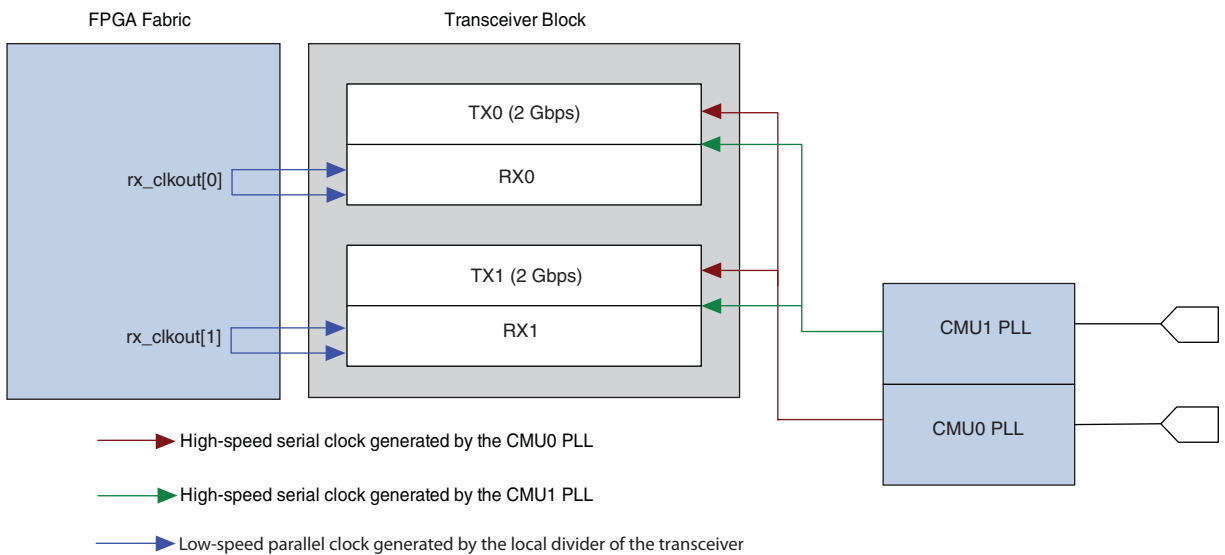 FPGA Fabric
Transceiver Block
TX0 (2 Gbps)
rx_clkout[0]
RX0
TX1 (2 Gbps)
rx_clkout[1]
RX1
CMU1 PLL
CMU0 PLL
High-speed serial clock generated by the CMU0 PLL
High-speed serial clock generated by the CMU1 PLL
Low-speed parallel clock generated by the local divider of the transceiver